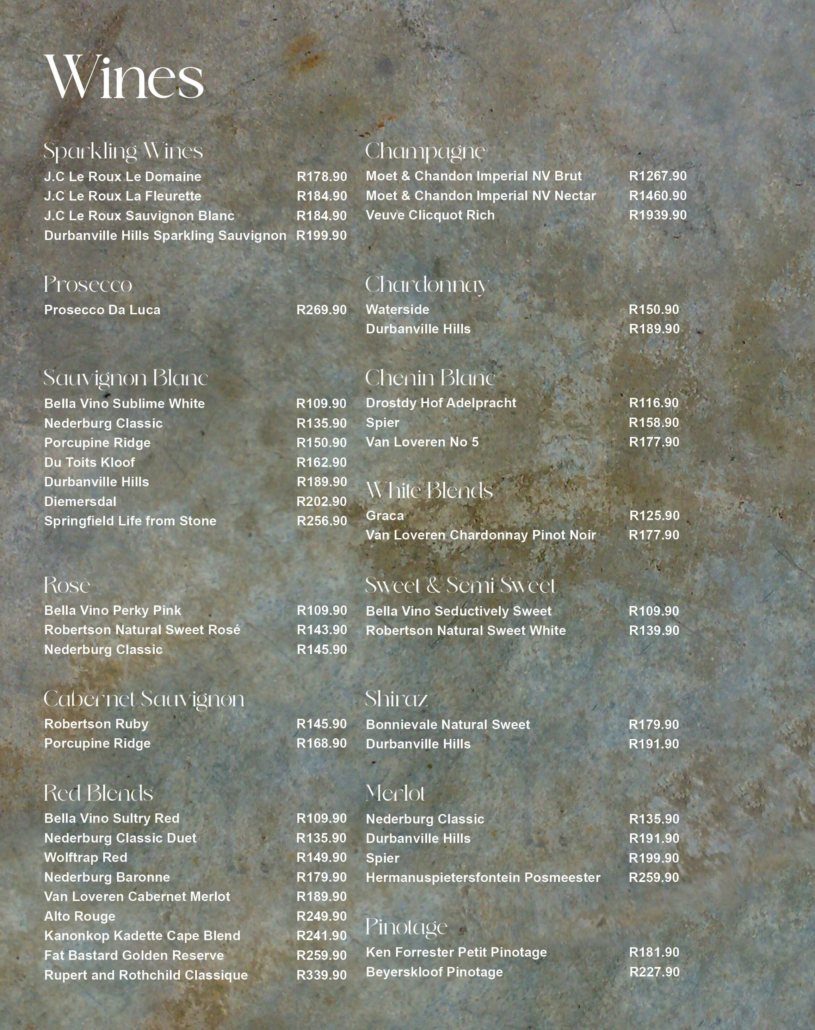 Wines
Sparkling Wines
J.C Le Roux Le Domaine R178.90
J.C Le Roux La Fleurette R184.90
J.C Le Roux Sauvignon Blanc R184.90
Durbanville Hills Sparkling Sauvignon R199.90
Prosecco
Prosecco Da Luca R269.90
Sauvignon Blanc
Bella Vino Sublime White R109.90
Nederburg Classic R135.90
Porcupine Ridge R150.90
Du Toits Kloof R162.90
Durbanville Hills R189.90
Diemersdal R202.90
Springfield Life from Stone R256.90
Rosé
Bella Vino Perky Pink R109.90
Robertson Natural Sweet Rosé R143.90
Nederburg Classic R145.90
Cabernet Sauvignon
Robertson Ruby R145.90
Porcupine Ridge R168.90
Red Blends
Bella Vino Sultry Red R109.90
Nederburg Classic Duet R135.90
Wolftrap Red R149.90
Nederburg Baronne R179.90
Van Loveren Cabernet Merlot R189.90
Alto Rouge R249.90
Kanonkop Kadette Cape Blend R241.90
Fat Bastard Golden Reserve R259.90
Rupert and Rothchild Classique R339.90
Champagne
Moet & Chandon Imperial NV Brut R1267.90
Moet & Chandon Imperial NV Nectar R1460.90
Veuve Clicquot Rich R1939.90
Chardonnay
Waterside R150.90
Durbanville Hills R189.90
Chenin Blanc
Drostdy Hof Adelpracht R116.90
Spier R158.90
Van Loveren No 5 R177.90
White Blends
Graca R125.90
Van Loveren Chardonnay Pinot Noir R177.90
Sweet & Semi Sweet
Bella Vino Seductively Sweet R109.90
Robertson Natural Sweet White R139.90
Shiraz
Bonnievale Natural Sweet R179.90
Durbanville Hills R191.90
Merlot
Nederburg Classic R135.90
Durbanville Hills R191.90
Spier R199.90
Hermanuspietersfontein Posmeester R259.90
Pinotage
Ken Forrester Petit Pinotage R181.90
Beyerskloof Pinotage R227.90